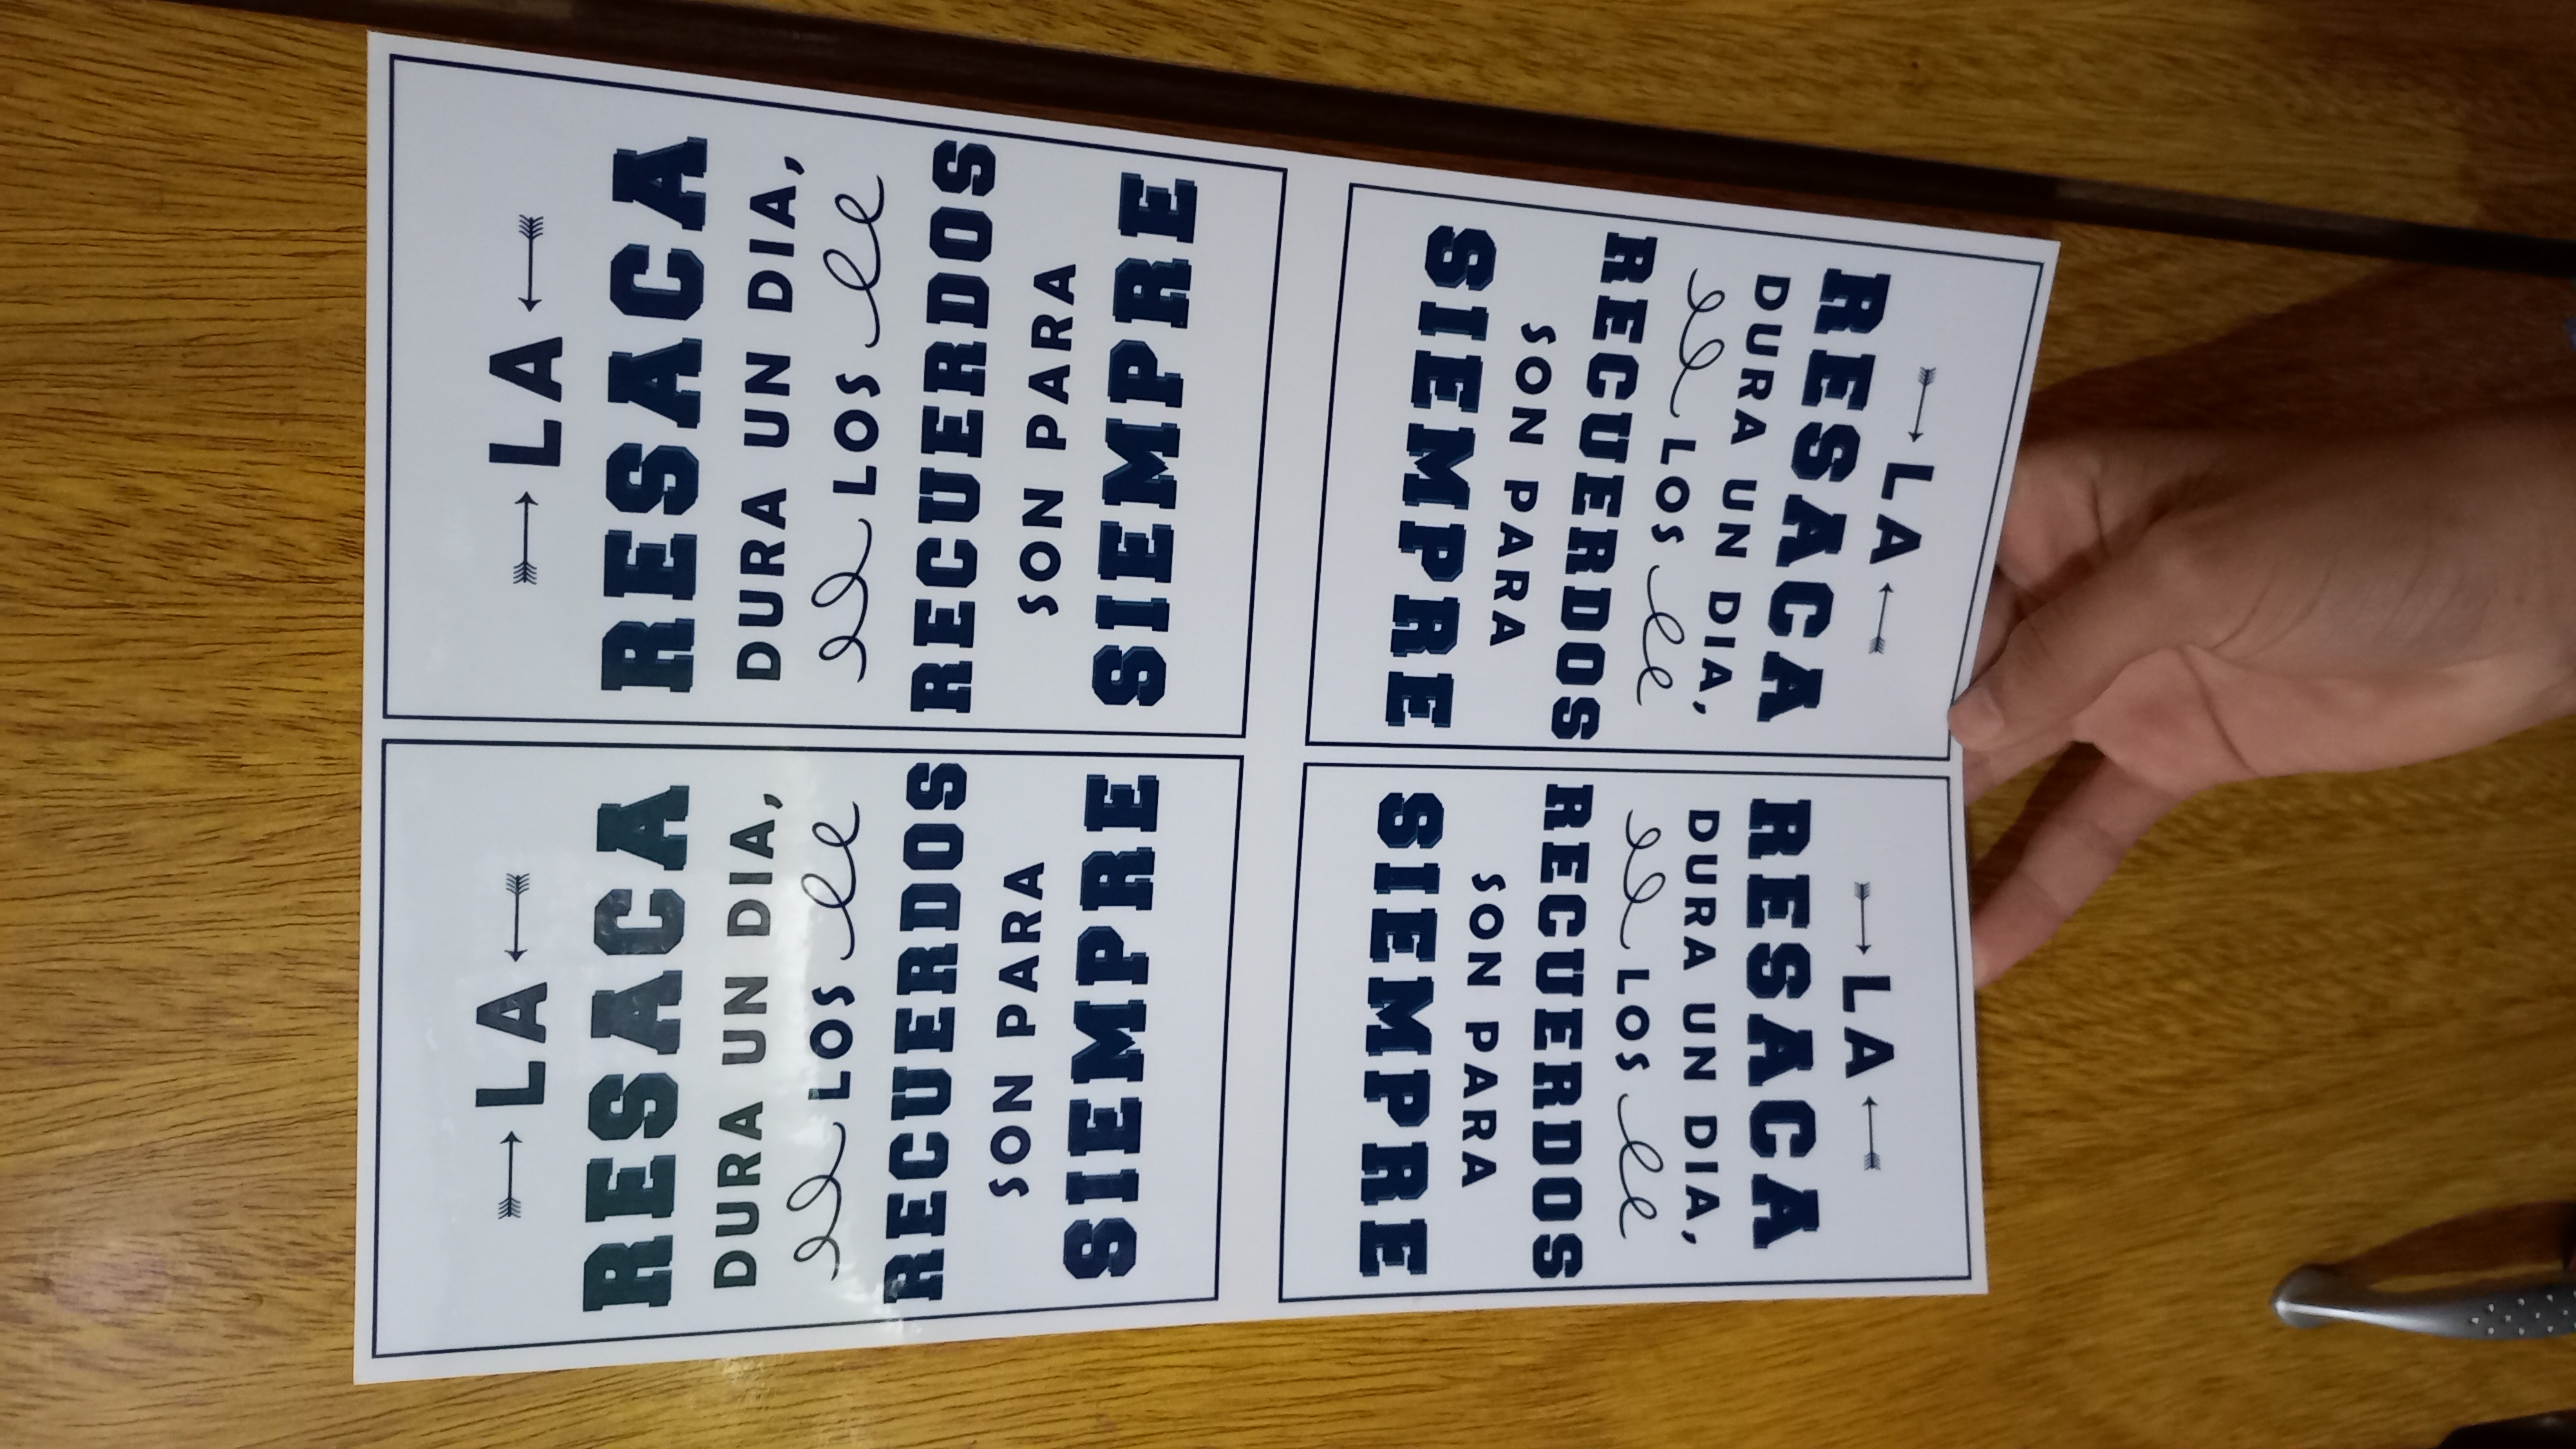 LA
RESACA
DURA UN DIA,
LOS
RECUERDOS
SON PARA
SIEMPRE
LA
RESACA
DURA UN DIA,
LOS
RECUERDOS
SON PARA
SIEMPRE
LA
RESACA
DURA UN DIA,
LOS
RECUERDOS
SON PARA
SIEMPRE
LA
RESACA
DURA UN DIA,
LOS
RECUERDOS
SON PARA
SIEMPRE